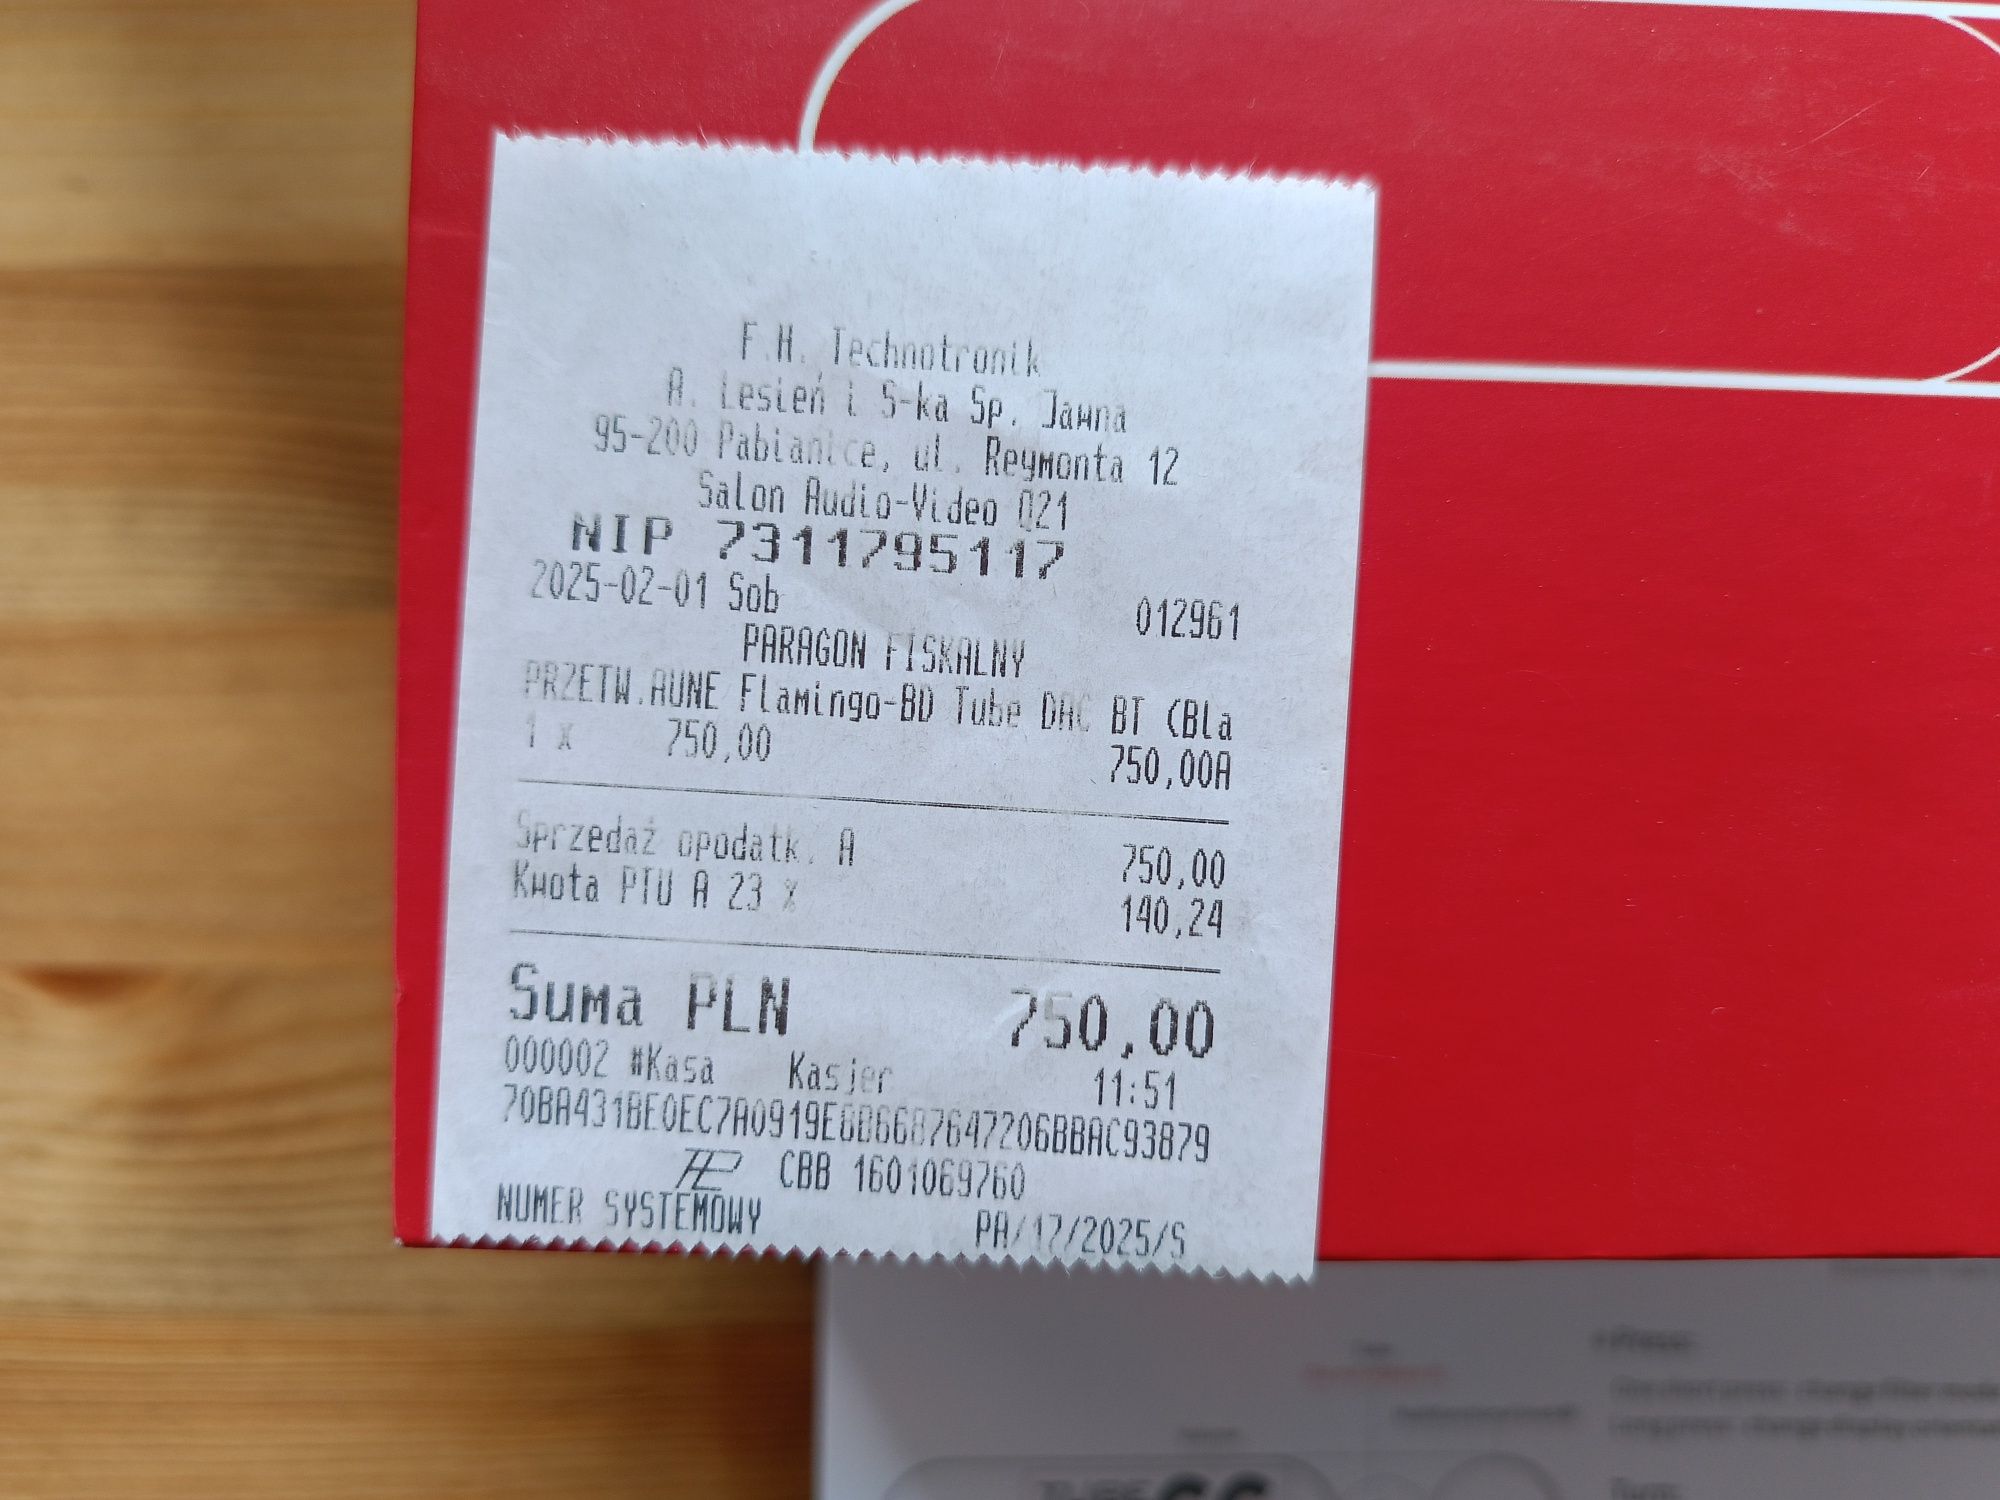 F.H. Technotronik
A. Lesień i S-ka Sp. Jawna
95-200 Pabianice, ul. Reymonta 12
Salon Audio-Video Q21
NIP 7311795117
2025-02-01 Sob 012961
PARAGON FISKALNY
PRZETW.AUNE Flamingo-BD Tube DAC BT (Bla
1 x 750,00 750,00A
Sprzedaż opodatk. A 750,00
Kwota PTU A 23 % 140,24
Suma PLN 750,00
000002 #Kasa Kasjer 11:51
70BA431BE0EC7A0919E6B6687647206BBAC93879
CBB 1601069760
NUMER SYSTEMOWY PA/17/2025/S